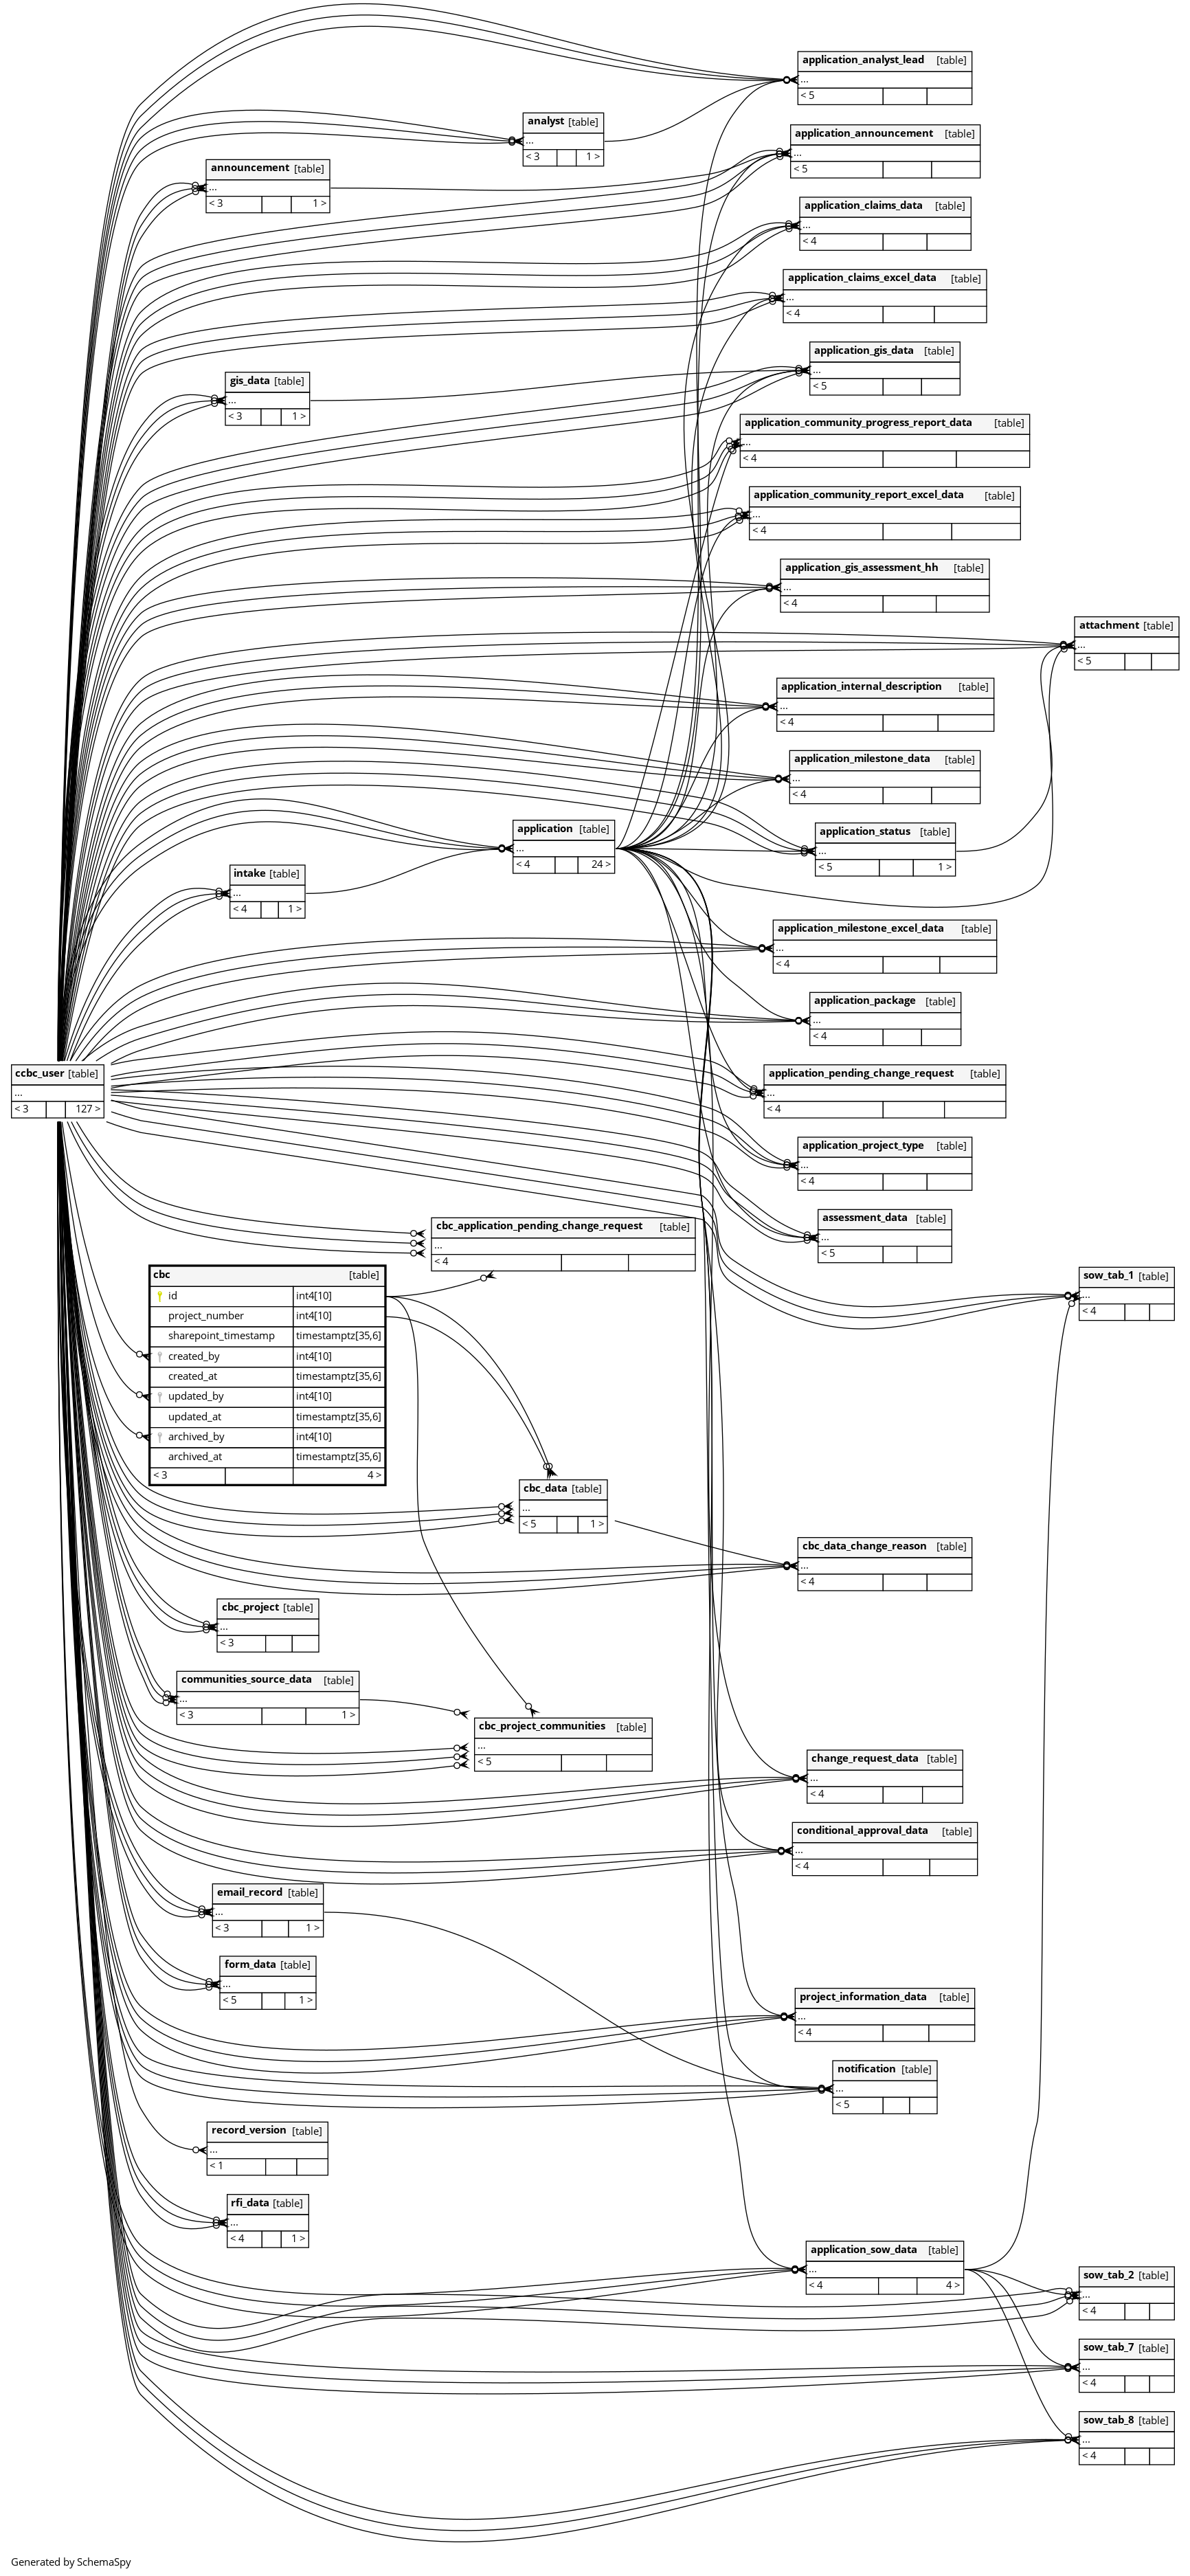 application_analyst_lead [table]
...
< 5
analyst [table]
...
< 3 1 >
application_announcement [table]
...
< 5
announcement [table]
...
< 3 1 >
application_claims_data [table]
...
< 4
application_claims_excel_data [table]
...
< 4
application_gis_data [table]
...
< 5
gis_data [table]
...
< 3 1 >
application_community_progress_report_data [table]
...
< 4
application_community_report_excel_data [table]
...
< 4
application_gis_assessment_hh [table]
...
< 4
attachment [table]
...
< 5
application_internal_description [table]
...
< 4
application_milestone_data [table]
...
< 4
application [table]
...
< 4 24 >
application_status [table]
...
< 5 1 >
intake [table]
...
< 4 1 >
application_milestone_excel_data [table]
...
< 4
application_package [table]
...
< 4
ccbc_user [table]
...
< 3 127 >
application_pending_change_request [table]
...
< 4
application_project_type [table]
...
< 4
assessment_data [table]
...
< 5
cbc_application_pending_change_request [table]
...
< 4
cbc [table]
id int4[10]
project_number int4[10]
sharepoint_timestamp timestamptz[35,6]
created_by int4[10]
created_at timestamptz[35,6]
updated_by int4[10]
updated_at timestamptz[35,6]
archived_by int4[10]
archived_at timestamptz[35,6]
< 3 4 >
sow_tab_1 [table]
...
< 4
cbc_data [table]
...
< 5 1 >
cbc_data_change_reason [table]
...
< 4
cbc_project [table]
...
< 3
communities_source_data [table]
...
< 3 1 >
cbc_project_communities [table]
...
< 5
change_request_data [table]
...
< 4
conditional_approval_data [table]
...
< 4
email_record [table]
...
< 3 1 >
form_data [table]
...
< 5 1 >
project_information_data [table]
...
< 4
notification [table]
...
< 5
record_version [table]
...
< 1
rfi_data [table]
...
< 4 1 >
application_sow_data [table]
...
< 4 4 >
sow_tab_2 [table]
...
< 4
sow_tab_7 [table]
...
< 4
sow_tab_8 [table]
...
< 4
Generated by SchemaSpy